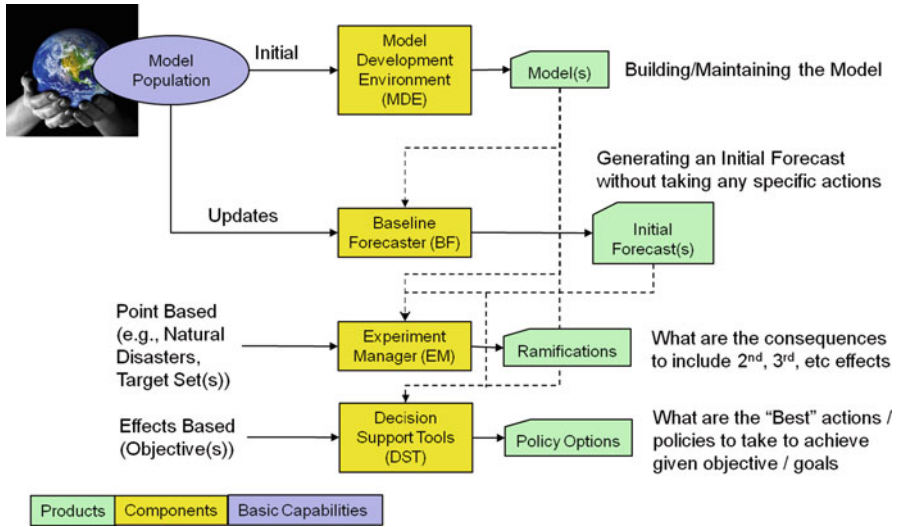 Model
Population
Initial
Model
Development
Environment
(MDE)
Model(s)
Building/Maintaining the Model
Generating an Initial Forecast
without taking any specific actions
Updates
Baseline
Forecaster (BF)
Initial
Forecast(s)
Point Based
(e.g., Natural
Disasters,
Target Set(s))
Experiment
Manager (EM)
Ramifications
What are the consequences
to include 2nd, 3rd, etc effects
Effects Based
(Objective(s))
Decision
Support Tools
(DST)
Policy Options
What are the “Best” actions /
policies to take to achieve
given objective / goals
Products
Components
Basic Capabilities